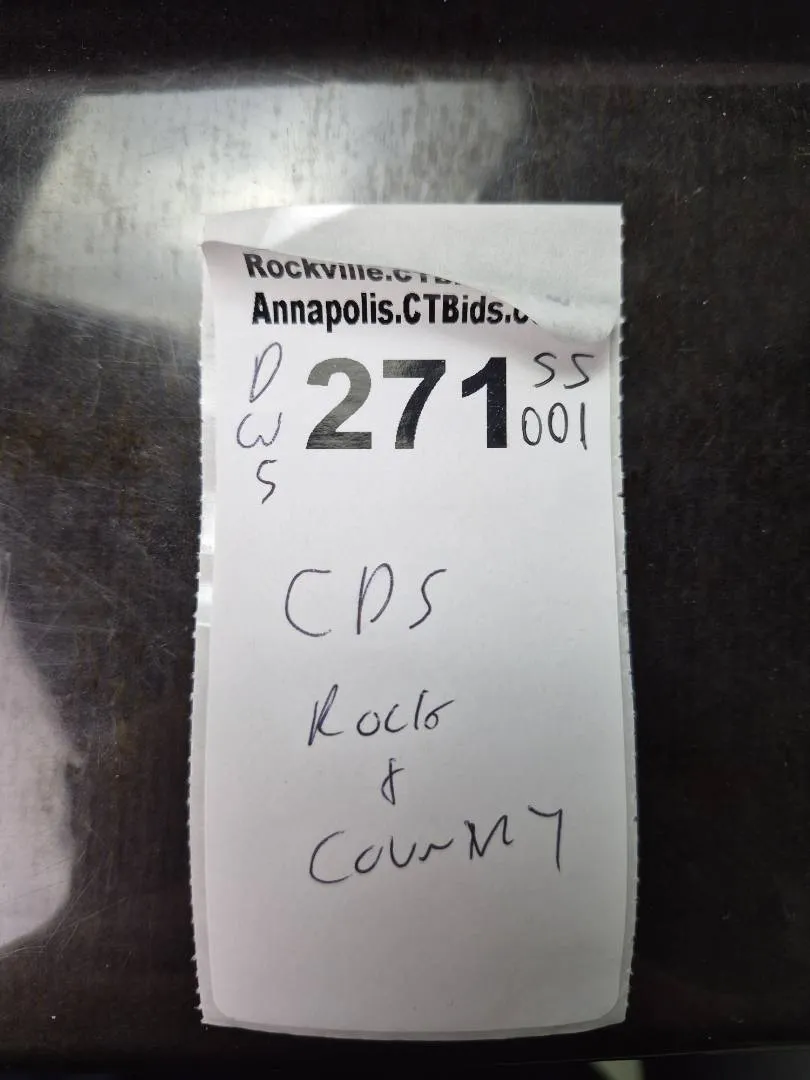 Rockville.CTB
Annapolis.CTBids.c
D
W
S
271
SS
001
CDS
Rock
&
Country